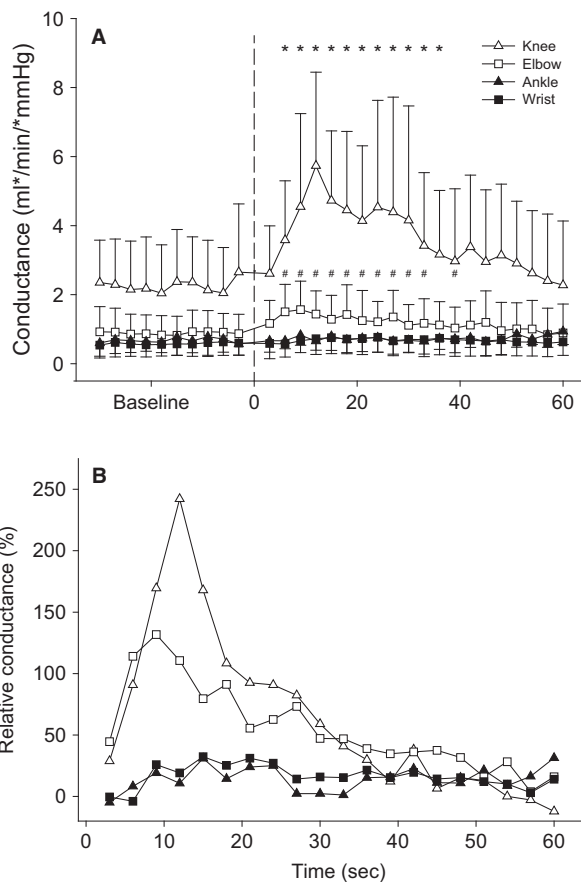 A
* * * * * * * * * * *
Knee
Elbow
Ankle
Wrist
Conductance (ml*/min/*mmHg)
10
8
6
4
2
0
# # # # # # # # # # #
Baseline
0
20
40
60
B
Relative conductance (%)
250
200
150
100
50
0
0
10
20
30
40
50
60
Time (sec)